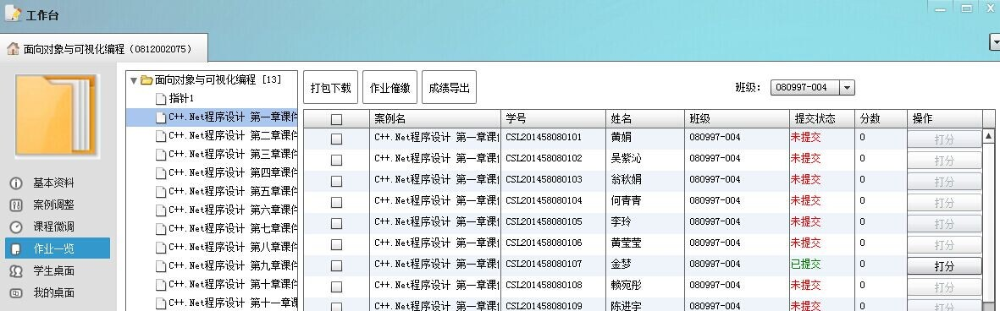 工作台
面向对象与可视化编程（0812002075）
基本资料
案例调整
课程微调
作业一览
学生桌面
我的桌面
面向对象与可视化编程 [13]
指针1
C++.Net程序设计 第一章课件
C++.Net程序设计 第二章课件
C++.Net程序设计 第三章课件
C++.Net程序设计 第四章课件
C++.Net程序设计 第五章课件
C++.Net程序设计 第六章课件
C++.Net程序设计 第七章课件
C++.Net程序设计 第八章课件
C++.Net程序设计 第九章课件
C++.Net程序设计 第十章课件
C++.Net程序设计 第十一章课件
打包下载 作业催缴 成绩导出 班级： 080997-004
案例名 学号 姓名 班级 提交状态 分数 操作
C++.Net程序设计 第一章课件 CSL201458080101 黄娟 080997-004 未提交 0 打分
C++.Net程序设计 第一章课件 CSL201458080102 吴紫沁 080997-004 未提交 0 打分
C++.Net程序设计 第一章课件 CSL201458080103 翁秋娟 080997-004 未提交 0 打分
C++.Net程序设计 第一章课件 CSL201458080104 何青青 080997-004 未提交 0 打分
C++.Net程序设计 第一章课件 CSL201458080105 李玲 080997-004 未提交 0 打分
C++.Net程序设计 第一章课件 CSL201458080106 黄莹莹 080997-004 未提交 0 打分
C++.Net程序设计 第一章课件 CSL201458080107 金梦 080997-004 已提交 0 打分
C++.Net程序设计 第一章课件 CSL201458080108 赖宛彤 080997-004 未提交 0 打分
C++.Net程序设计 第一章课件 CSL201458080109 陈进宇 080997-004 未提交 0 打分